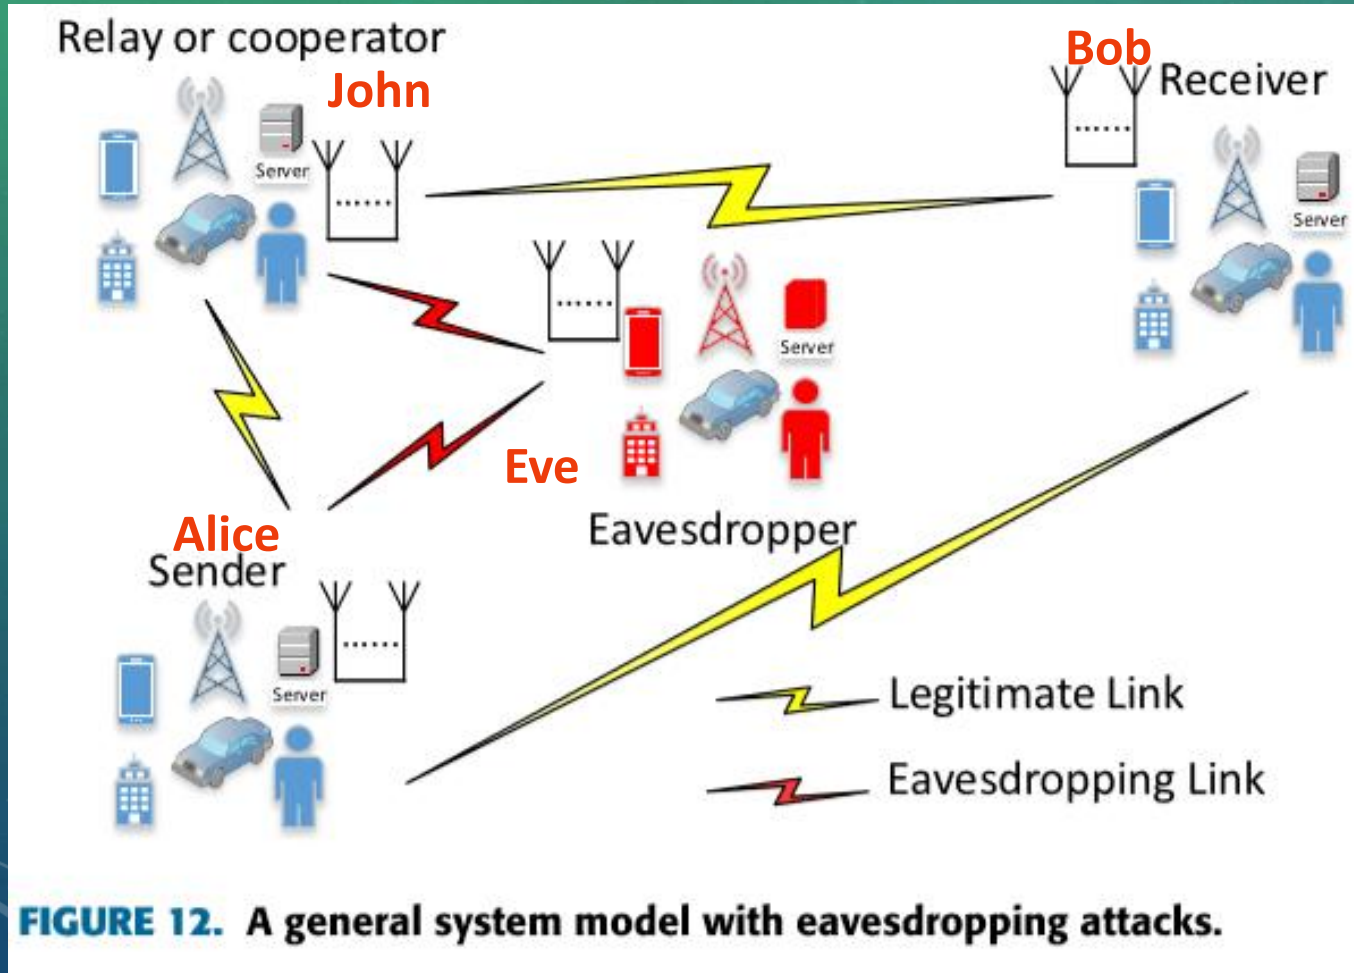 Relay or cooperator
John
Server
Bob
Receiver
Server
Server
Eve
Eavesdropper
Alice
Sender
Server
Legitimate Link
Eavesdropping Link
FIGURE 12. A general system model with eavesdropping attacks.